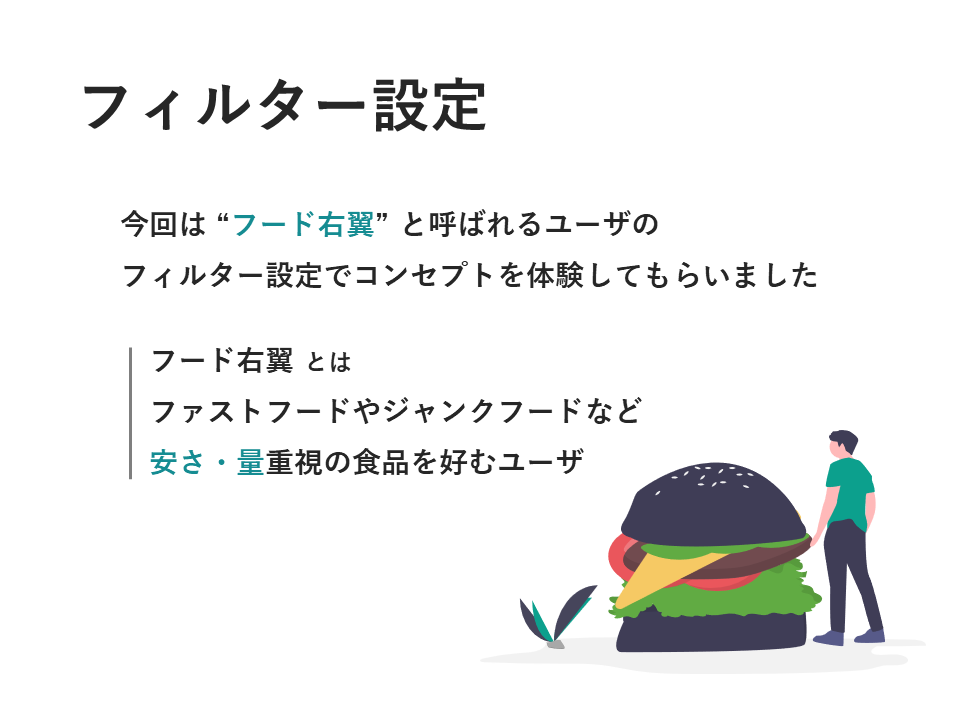 フィルター設定
今回は “フード右翼” と呼ばれるユーザの
フィルター設定でコンセプトを体験してもらいました
フード右翼 とは
ファストフードやジャンクフードなど
安さ・量重視の食品を好むユーザ